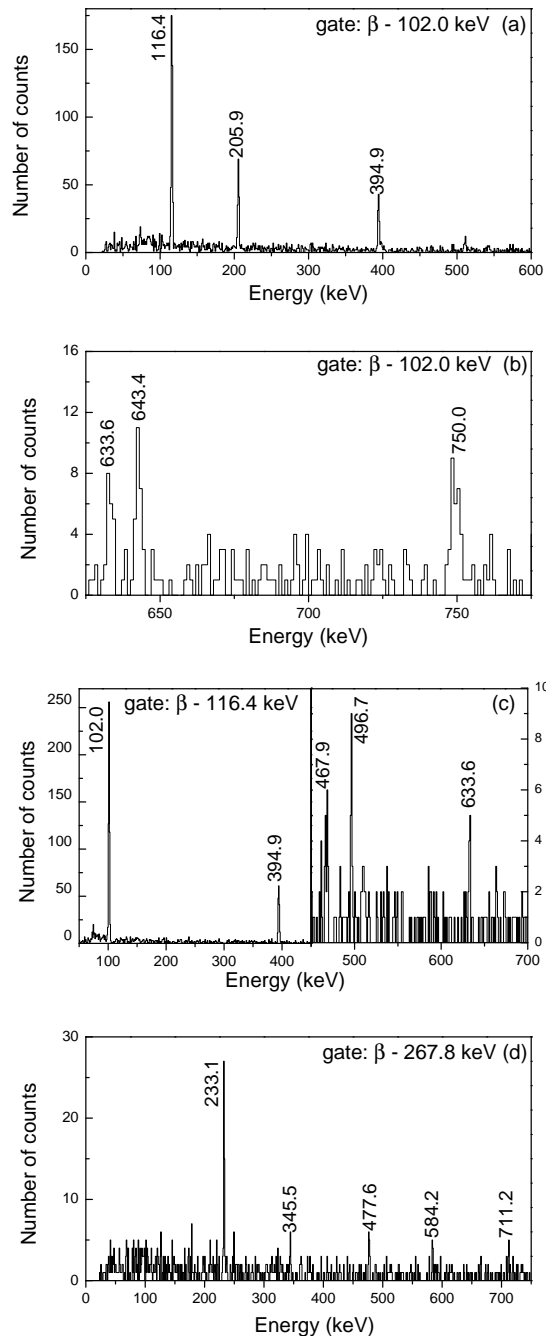 gate: β - 102.0 keV (a)
116.4
205.9
394.9
Number of counts
150
100
50
0
0 100 200 300 400 500 600
Energy (keV)
gate: β - 102.0 keV (b)
633.6
643.4
750.0
Number of counts
16
12
8
4
0
650 700 750
Energy (keV)
gate: β - 116.4 keV
(c)
102.0
394.9
467.9
496.7
633.6
Number of counts
250
200
150
100
50
0
10
8
6
4
2
0
100 200 300 400 500 600 700
Energy (keV)
gate: β - 267.8 keV (d)
233.1
345.5
477.6
584.2
711.2
Number of counts
30
20
10
0
0 100 200 300 400 500 600 700
Energy (keV)